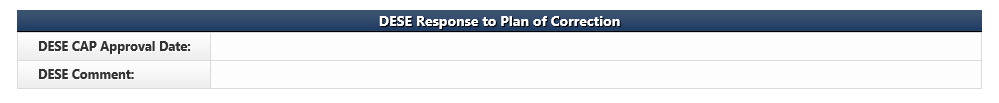 DESE Response to Plan of Correction
DESE CAP Approval Date:
DESE Comment: